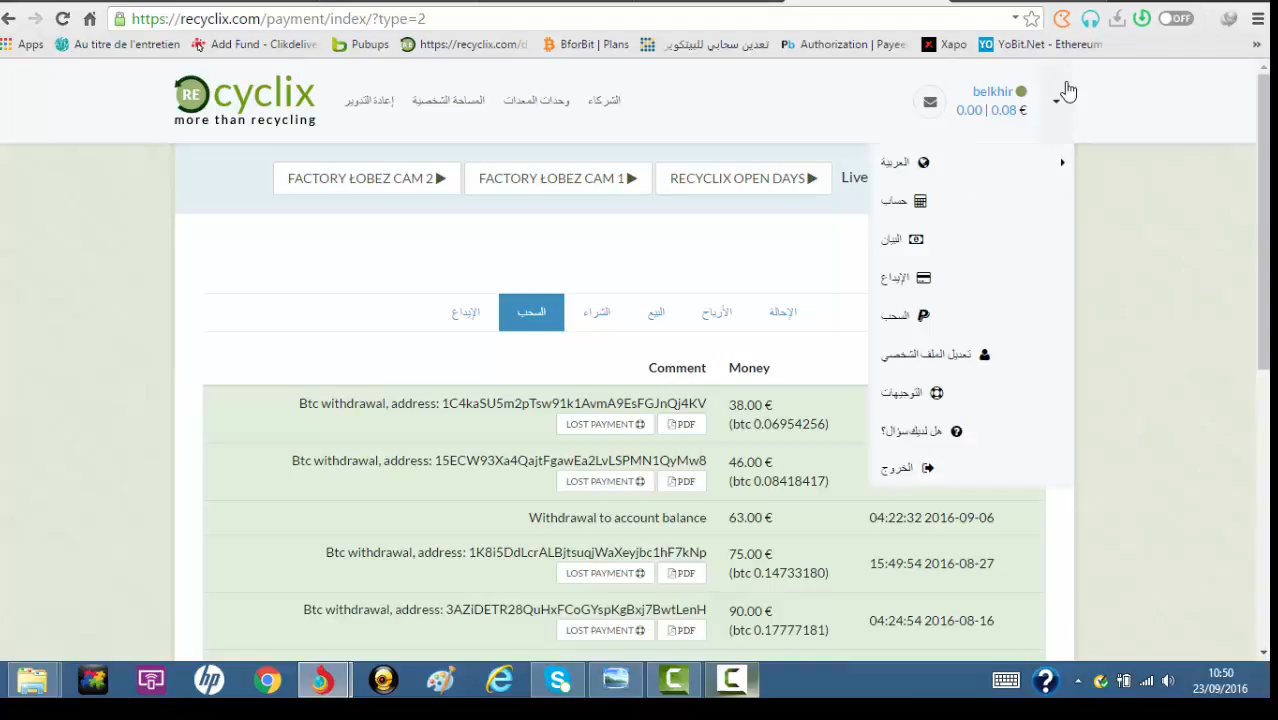 https://recyclix.com/payment/index/?type=2
OFF
Apps
Au titre de l'entretien
Add Fund - Clikdelive
Pubups
https://recyclix.com/d
BforBit | Plans
تعدين سحابي للبيتكوير
Authorization | Payee
Xapo
YoBit.Net - Ethereum
REcyclix
more than recycling
إعادة التدوير
المساحة الشخصية
وحدات المعدات
الشركاء
belkhir
0.00 | 0.08 €
FACTORY ŁOBEZ CAM 2
FACTORY ŁOBEZ CAM 1
RECYCLIX OPEN DAYS
Live
العربية
حساب
البيان
الإيداع
السحب
تعديل الملف الشخصي
التوجيهات
هل لديك سؤال؟
الخروج
الإيداع
السحب
الشراء
البيع
الأرباح
الإحالة
Comment
Money
Btc withdrawal, address: 1C4kaSU5m2pTsw91k1AvmA9EsFGJnQj4KV
LOST PAYMENT
PDF
38.00 €
(btc 0.06954256)
Btc withdrawal, address: 15ECW93Xa4QajtFgawEa2LvLSPMN1QyMw8
LOST PAYMENT
PDF
46.00 €
(btc 0.08418417)
Withdrawal to account balance
63.00 €
04:22:32 2016-09-06
Btc withdrawal, address: 1K8i5DdLcrALBjtsuqjWaXeyjbc1hF7kNp
LOST PAYMENT
PDF
75.00 €
(btc 0.14733180)
15:49:54 2016-08-27
Btc withdrawal, address: 3AZiDETR28QuHxFCoGYspKgBxj7BwtLenH
LOST PAYMENT
PDF
90.00 €
(btc 0.17777181)
04:24:54 2016-08-16
10:50
23/09/2016